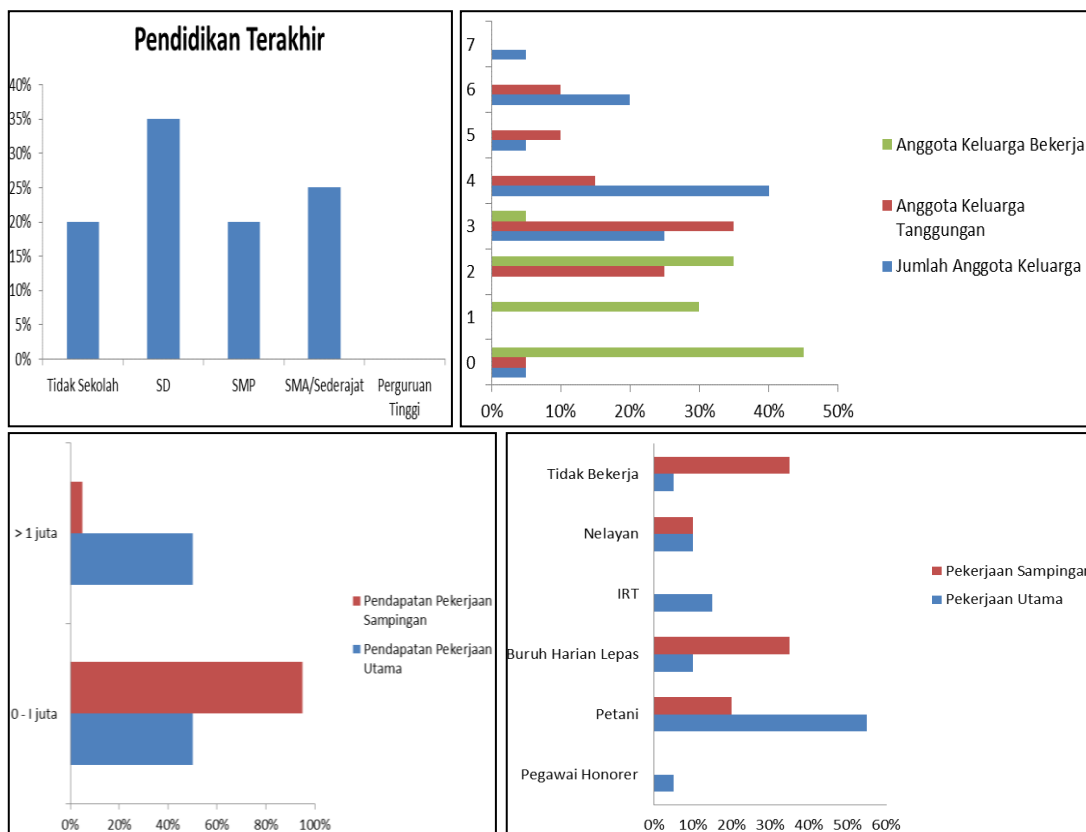 Pendidikan Terakhir
40%
35%
30%
25%
20%
15%
10%
5%
0%
Tidak Sekolah
SD
SMP
SMA/Sederajat
Perguruan
Tinggi
7
6
5
4
3
2
1
0
0%
10%
20%
30%
40%
50%
Anggota Keluarga Bekerja
Anggota Keluarga
Tanggungan
Jumlah Anggota Keluarga
> 1 juta
0 - I juta
0%
20%
40%
60%
80%
100%
Pendapatan Pekerjaan
Sampingan
Pendapatan Pekerjaan
Utama
Tidak Bekerja
Nelayan
IRT
Buruh Harian Lepas
Petani
Pegawai Honorer
0%
10%
20%
30%
40%
50%
60%
Pekerjaan Sampingan
Pekerjaan Utama